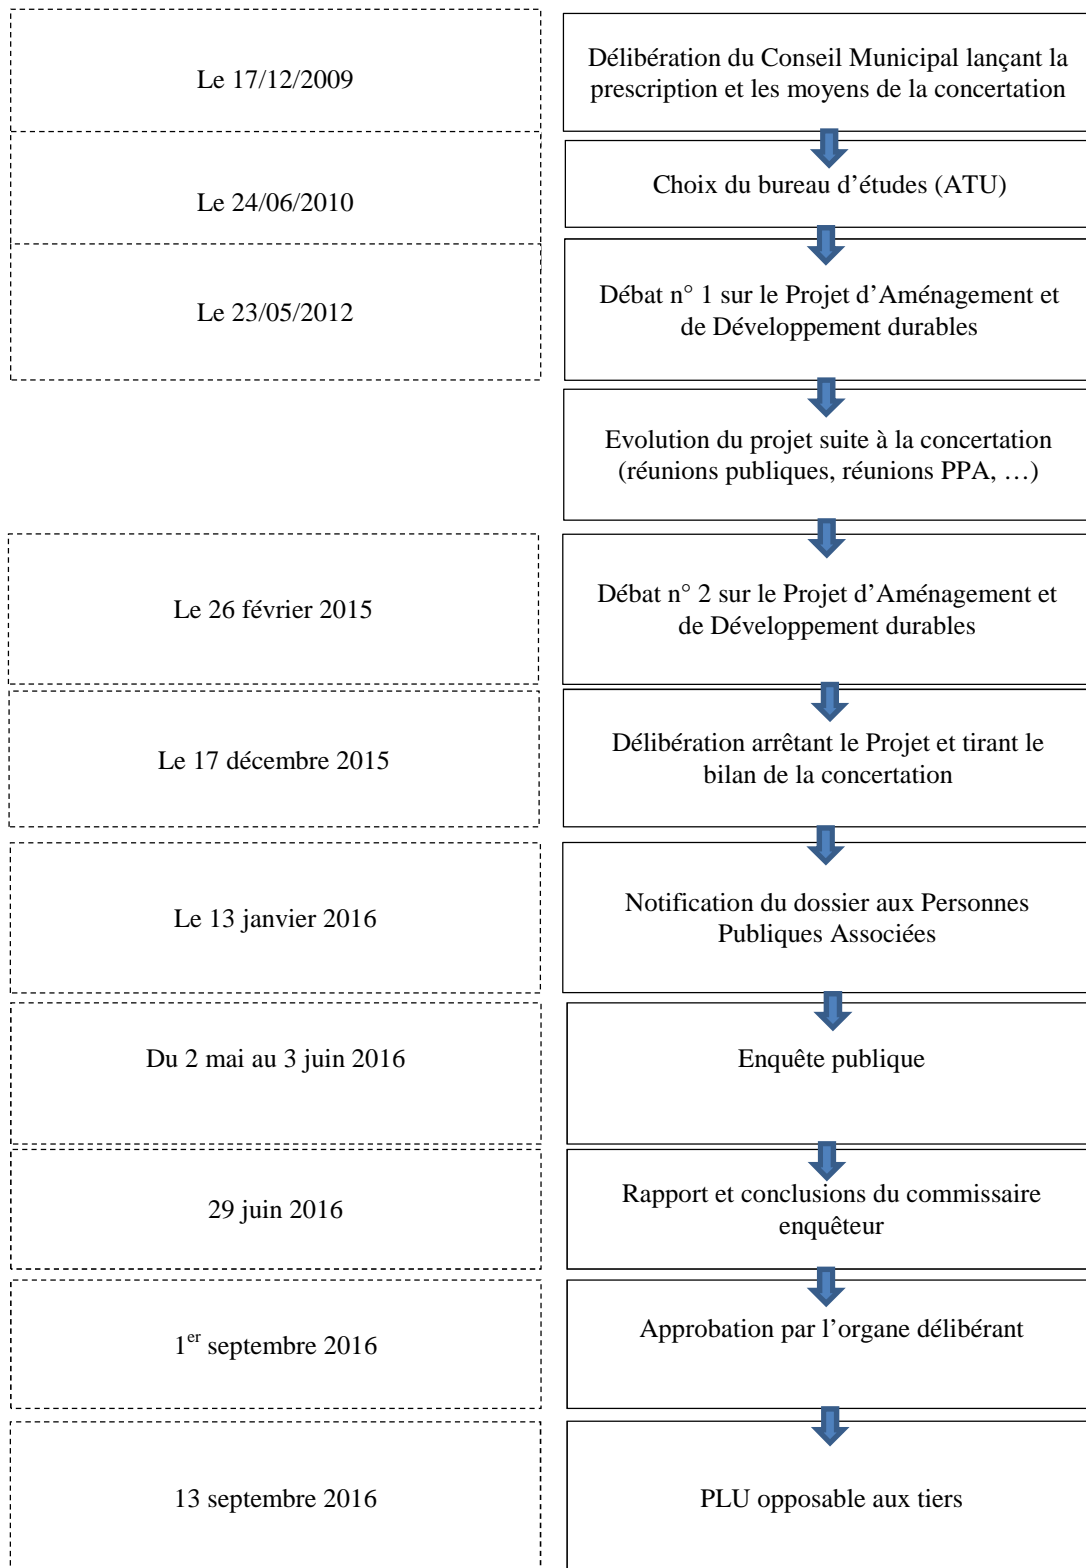 Le 17/12/2009
Délibération du Conseil Municipal lançant la
prescription et les moyens de la concertation
Le 24/06/2010
Choix du bureau d’études (ATU)
Le 23/05/2012
Débat n° 1 sur le Projet d’Aménagement et
de Développement durables
Evolution du projet suite à la concertation
(réunions publiques, réunions PPA, …)
Le 26 février 2015
Débat n° 2 sur le Projet d’Aménagement et
de Développement durables
Le 17 décembre 2015
Délibération arrêtant le Projet et tirant le
bilan de la concertation
Le 13 janvier 2016
Notification du dossier aux Personnes
Publiques Associées
Du 2 mai au 3 juin 2016
Enquête publique
29 juin 2016
Rapport et conclusions du commissaire
enquêteur
1er septembre 2016
Approbation par l’organe délibérant
13 septembre 2016
PLU opposable aux tiers